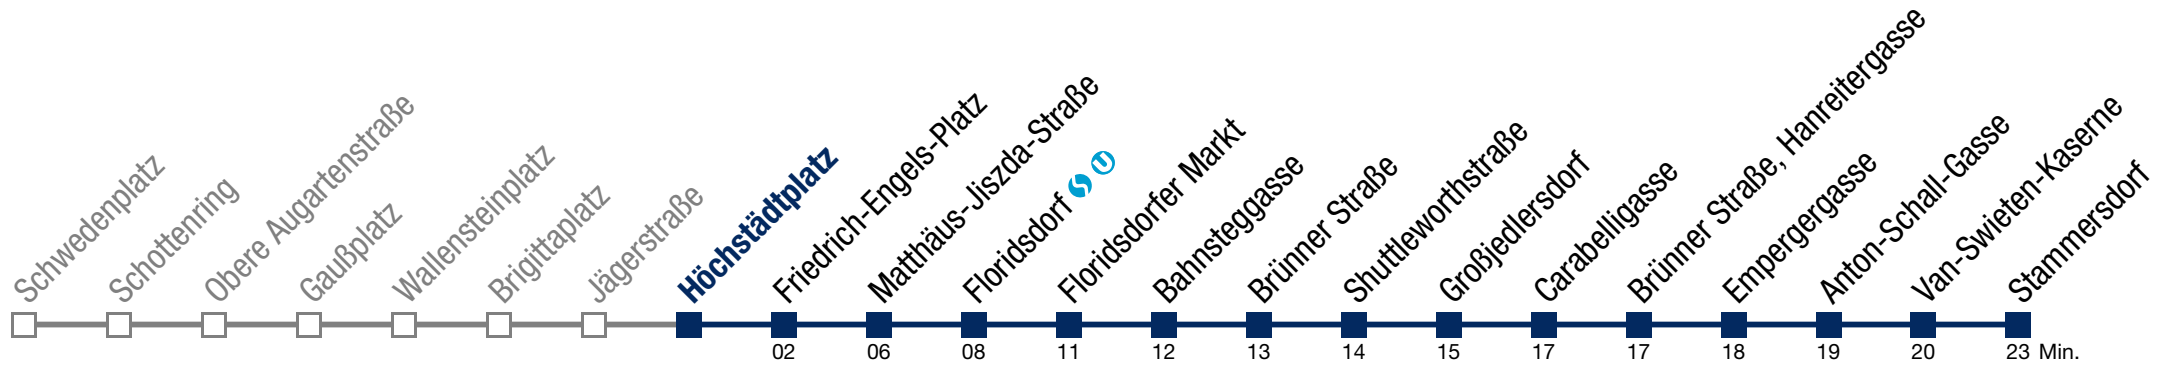 Schwedenplatz
Schottenring
Obere Augartenstraße
Gaußplatz
Wallensteinplatz
Brigittaplatz
Jägerstraße
Höchstädtplatz
Friedrich-Engels-Platz
Matthäus-Jiszda-Straße
Floridsdorf S U
Floridsdorfer Markt
Bahnsteggasse
Brünner Straße
Shuttleworthstraße
Großjedlersdorf
Carabelligasse
Brünner Straße, Hanreitergasse
Empergergasse
Anton-Schall-Gasse
Van-Swieten-Kaserne
Stammersdorf
02 06 08 11 12 13 14 15 17 17 18 19 20 23 Min.